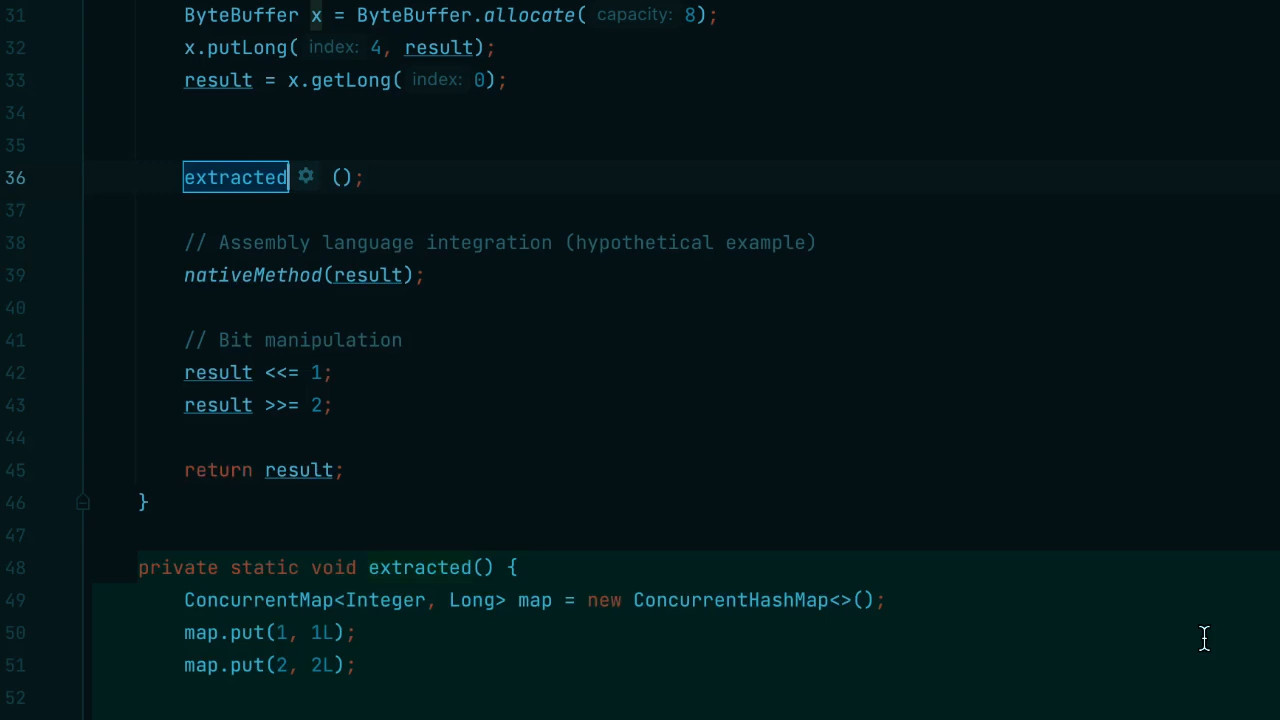 31 ByteBuffer x = ByteBuffer.allocate( capacity: 8);
32 x.putLong( index: 4, result);
33 result = x.getLong( index: 0);
34
35
36 extracted ();
37
38 // Assembly language integration (hypothetical example)
39 nativeMethod(result);
40
41 // Bit manipulation
42 result <<= 1;
43 result >>= 2;
44
45 return result;
46 }
47
48 private static void extracted() {
49 ConcurrentMap<Integer, Long> map = new ConcurrentHashMap<>();
50 map.put(1, 1L);
51 map.put(2, 2L);
52